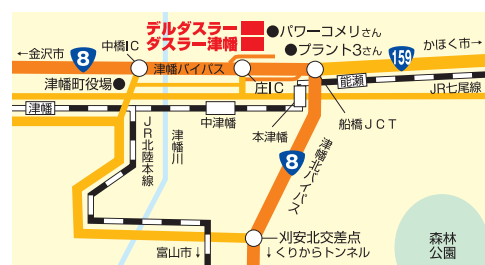 デルダスラー
ダスラー津幡
パワーコメリさん
プラント3さん
←金沢市
8
中橋IC
津幡バイパス
159
かほく市→
津幡町役場
庄IC
能瀬
JR七尾線
津幡
中津幡
本津幡
船橋JCT
JR北陸本線
津幡川
津幡北バイパス
8
刈安北交差点
↓くりからトンネル
富山市↓
森林
公園